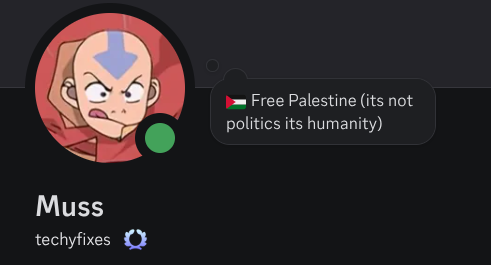 🇵🇸 Free Palestine (its not
politics its humanity)
Muss
techyfixes